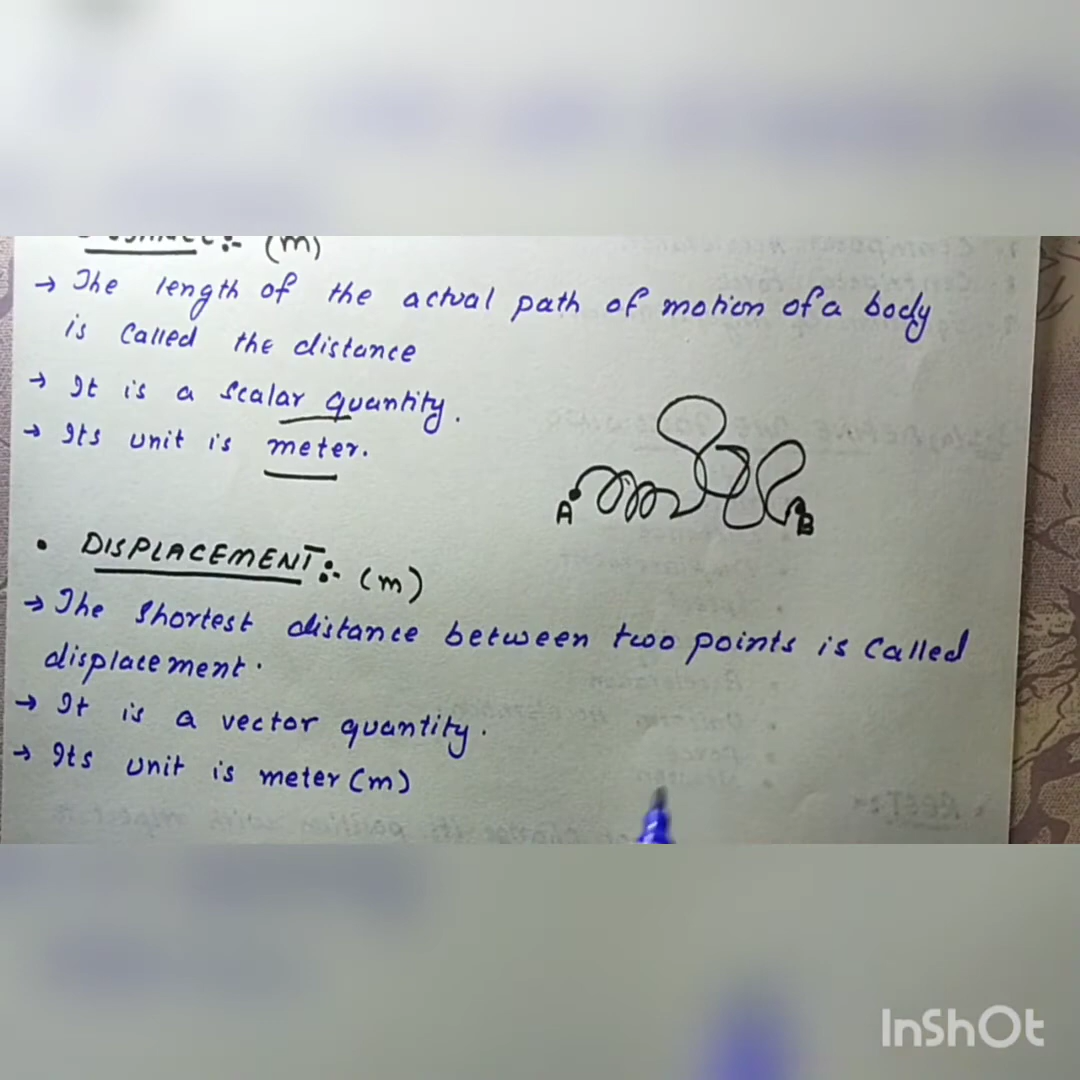 (m)
→ The length of the actual path of motion of a body
is called the distance
→ It is a scalar quantity.
→ Its unit is meter.
A
B
• DISPLACEMENT:- (m)
→ The shortest distance between two points is called
displacement.
→ It is a vector quantity.
→ Its unit is meter (m)
InShOt